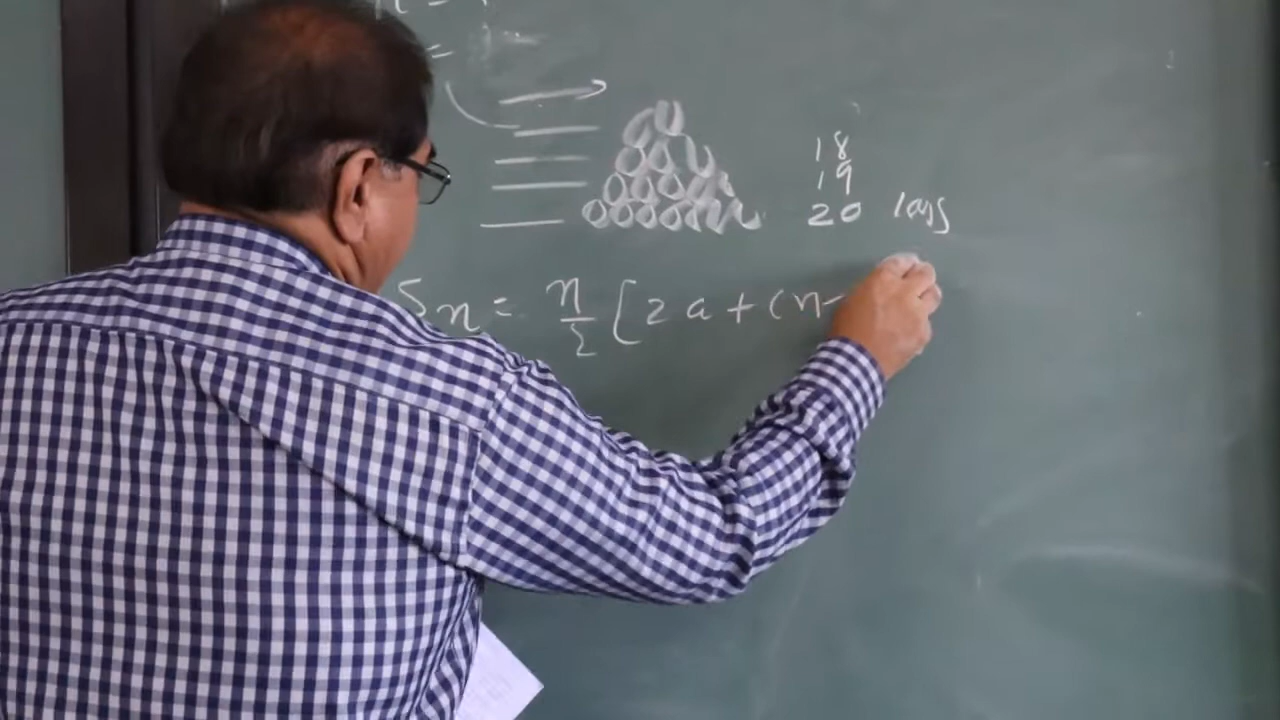 18
19
20 logs
Sn = n/2 [2a + (n-